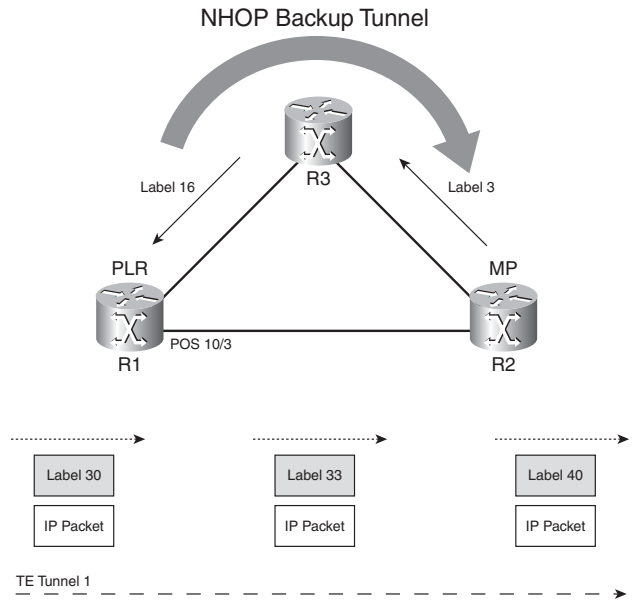 NHOP Backup Tunnel
R3
Label 16
Label 3
PLR
MP
POS 10/3
R1
R2
Label 30
Label 33
Label 40
IP Packet
IP Packet
IP Packet
TE Tunnel 1